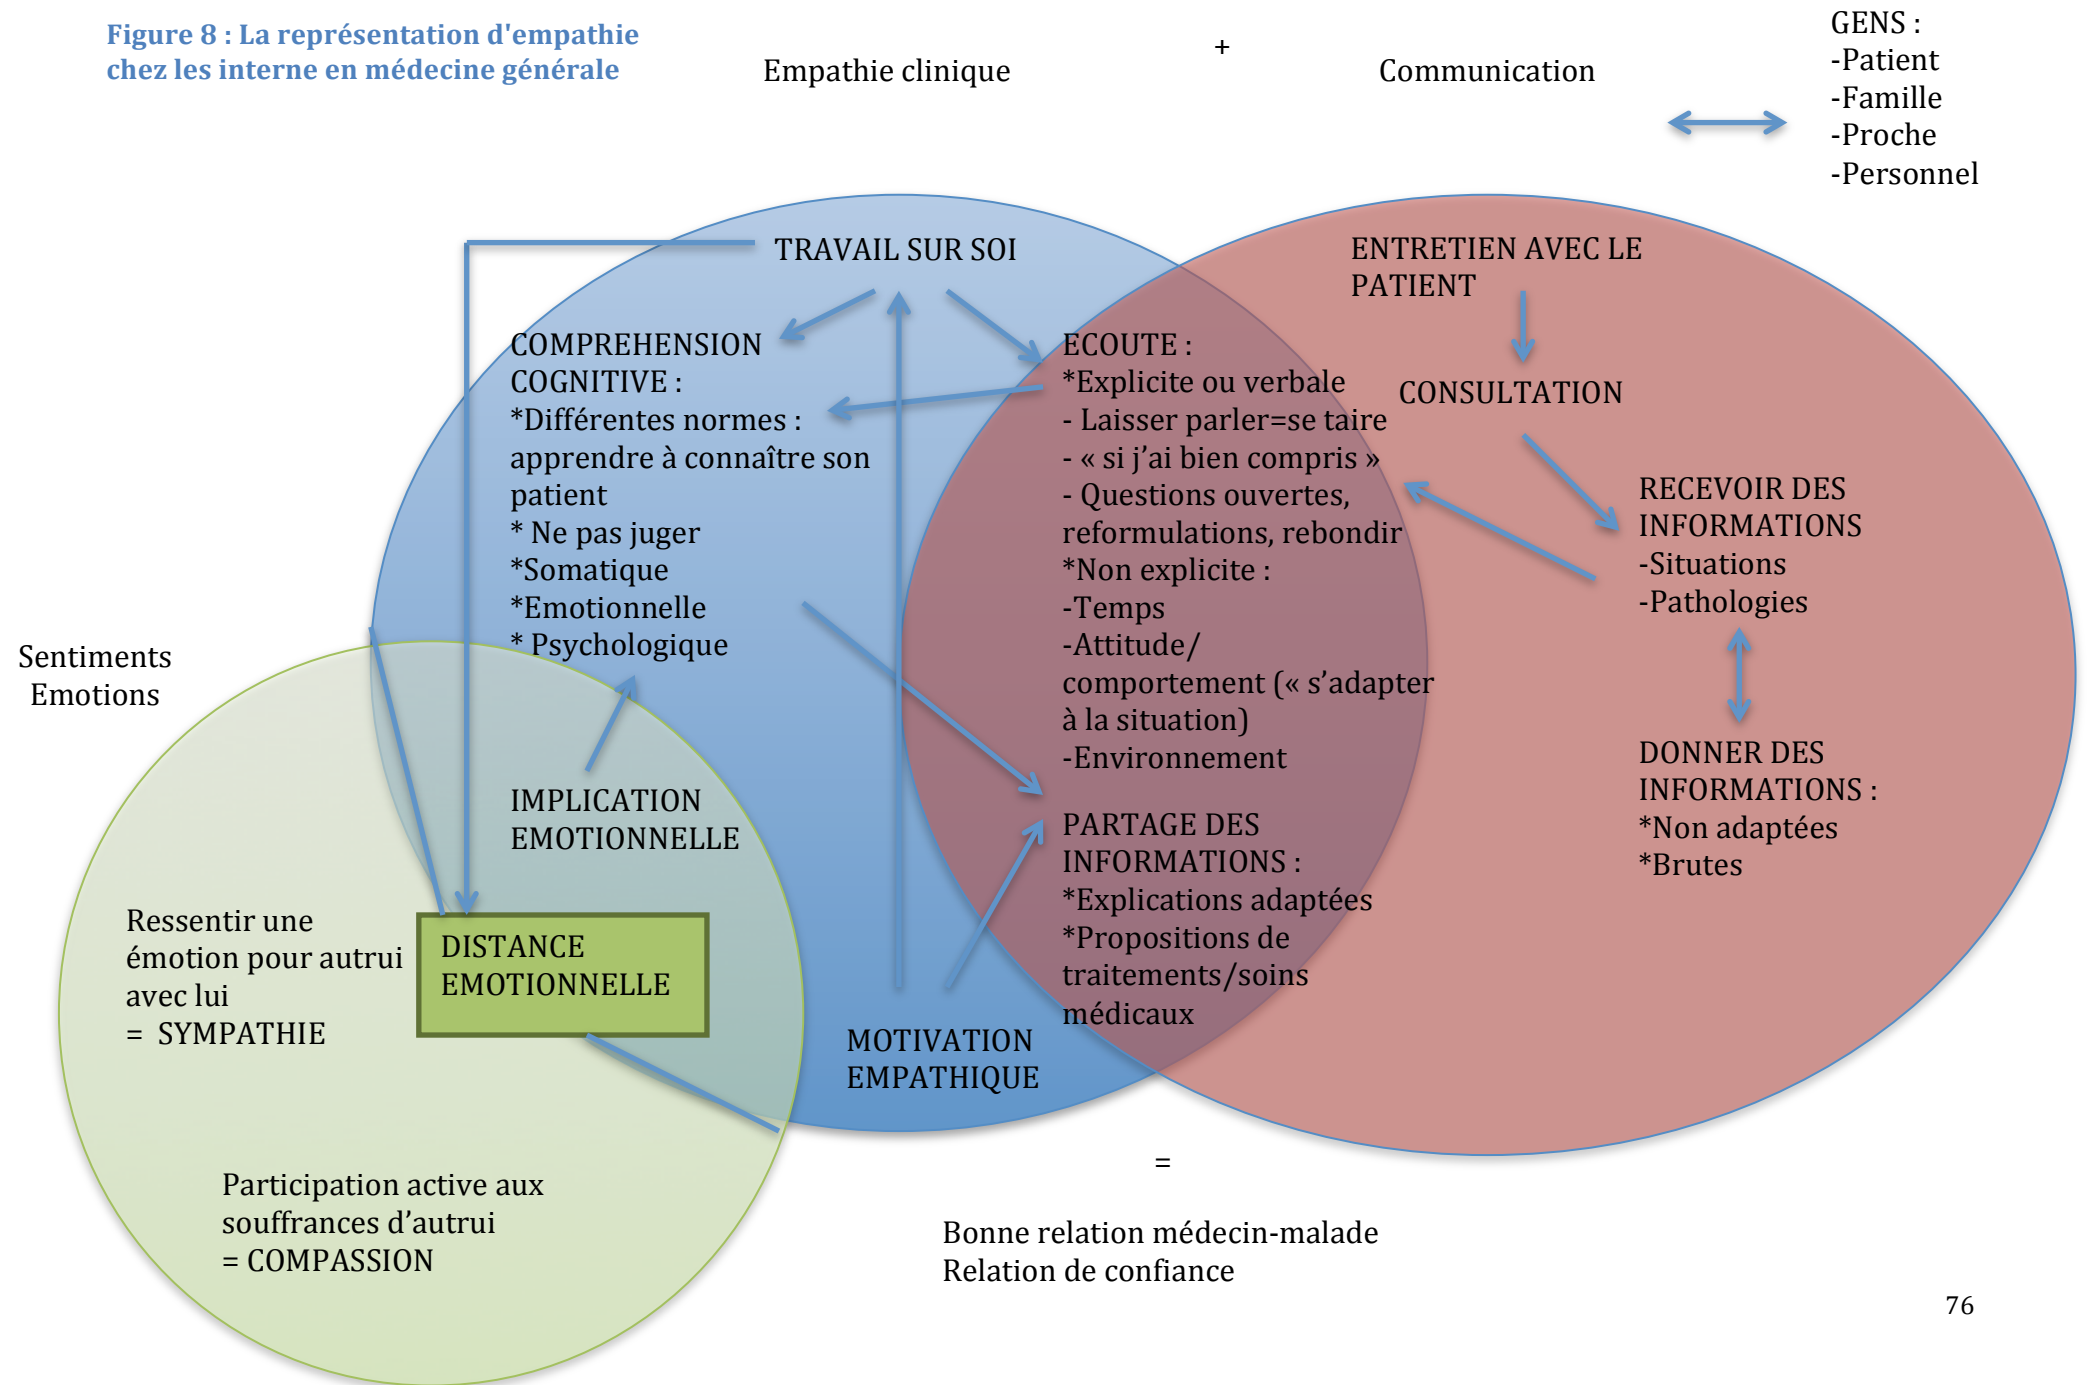 Figure 8 : La représentation d'empathie
chez les interne en médecine générale
Empathie clinique
+
Communication
GENS :
-Patient
-Famille
-Proche
-Personnel
TRAVAIL SUR SOI
COMPREHENSION
COGNITIVE :
*Différentes normes :
apprendre à connaître son
patient
* Ne pas juger
*Somatique
*Emotionnelle
* Psychologique
ECOUTE :
*Explicite ou verbale
- Laisser parler=se taire
- « si j’ai bien compris »
- Questions ouvertes,
reformulations, rebondir
*Non explicite :
-Temps
-Attitude/
comportement (« s’adapter
à la situation)
-Environnement
PARTAGE DES
INFORMATIONS :
*Explications adaptées
*Propositions de
traitements/soins
médicaux
ENTRETIEN AVEC LE
PATIENT
CONSULTATION
RECEVOIR DES
INFORMATIONS
-Situations
-Pathologies
DONNER DES
INFORMATIONS :
*Non adaptées
*Brutes
Sentiments
Emotions
IMPLICATION
EMOTIONNELLE
Ressentir une
émotion pour autrui
avec lui
= SYMPATHIE
DISTANCE
EMOTIONNELLE
MOTIVATION
EMPATHIQUE
Participation active aux
souffrances d’autrui
= COMPASSION
=
Bonne relation médecin-malade
Relation de confiance
76